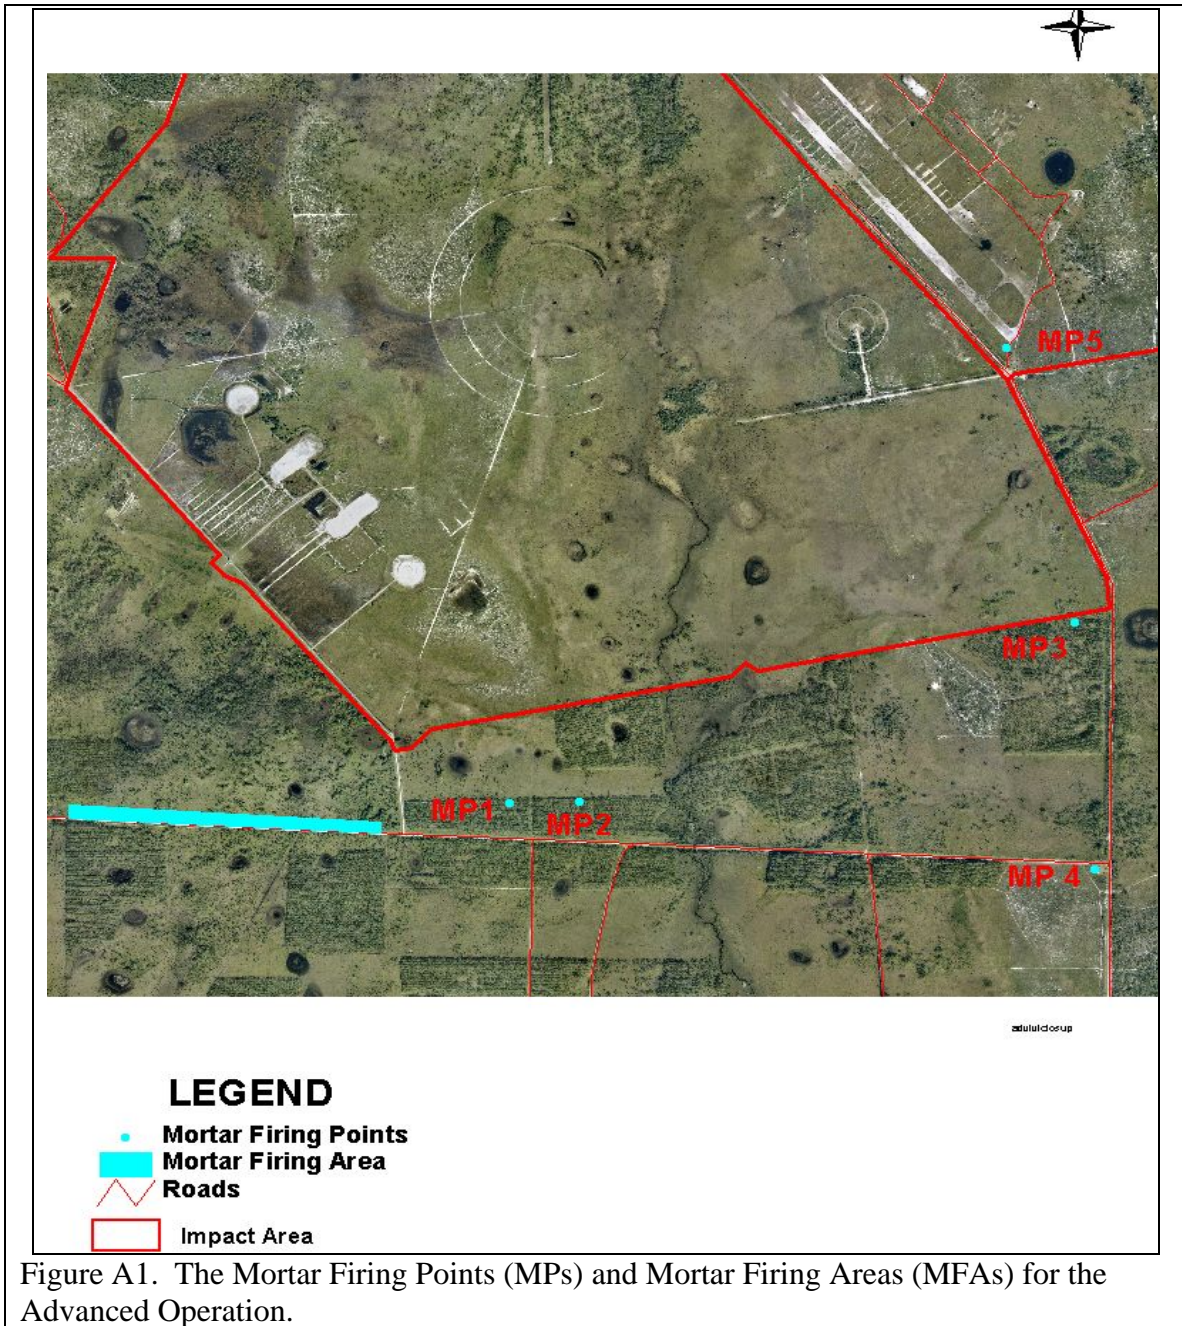 MP5
MP3
MP1
MP2
MP 4
LEGEND
Mortar Firing Points
Mortar Firing Area
Roads
Impact Area
Figure A1.  The Mortar Firing Points (MPs) and Mortar Firing Areas (MFAs) for the
Advanced Operation.